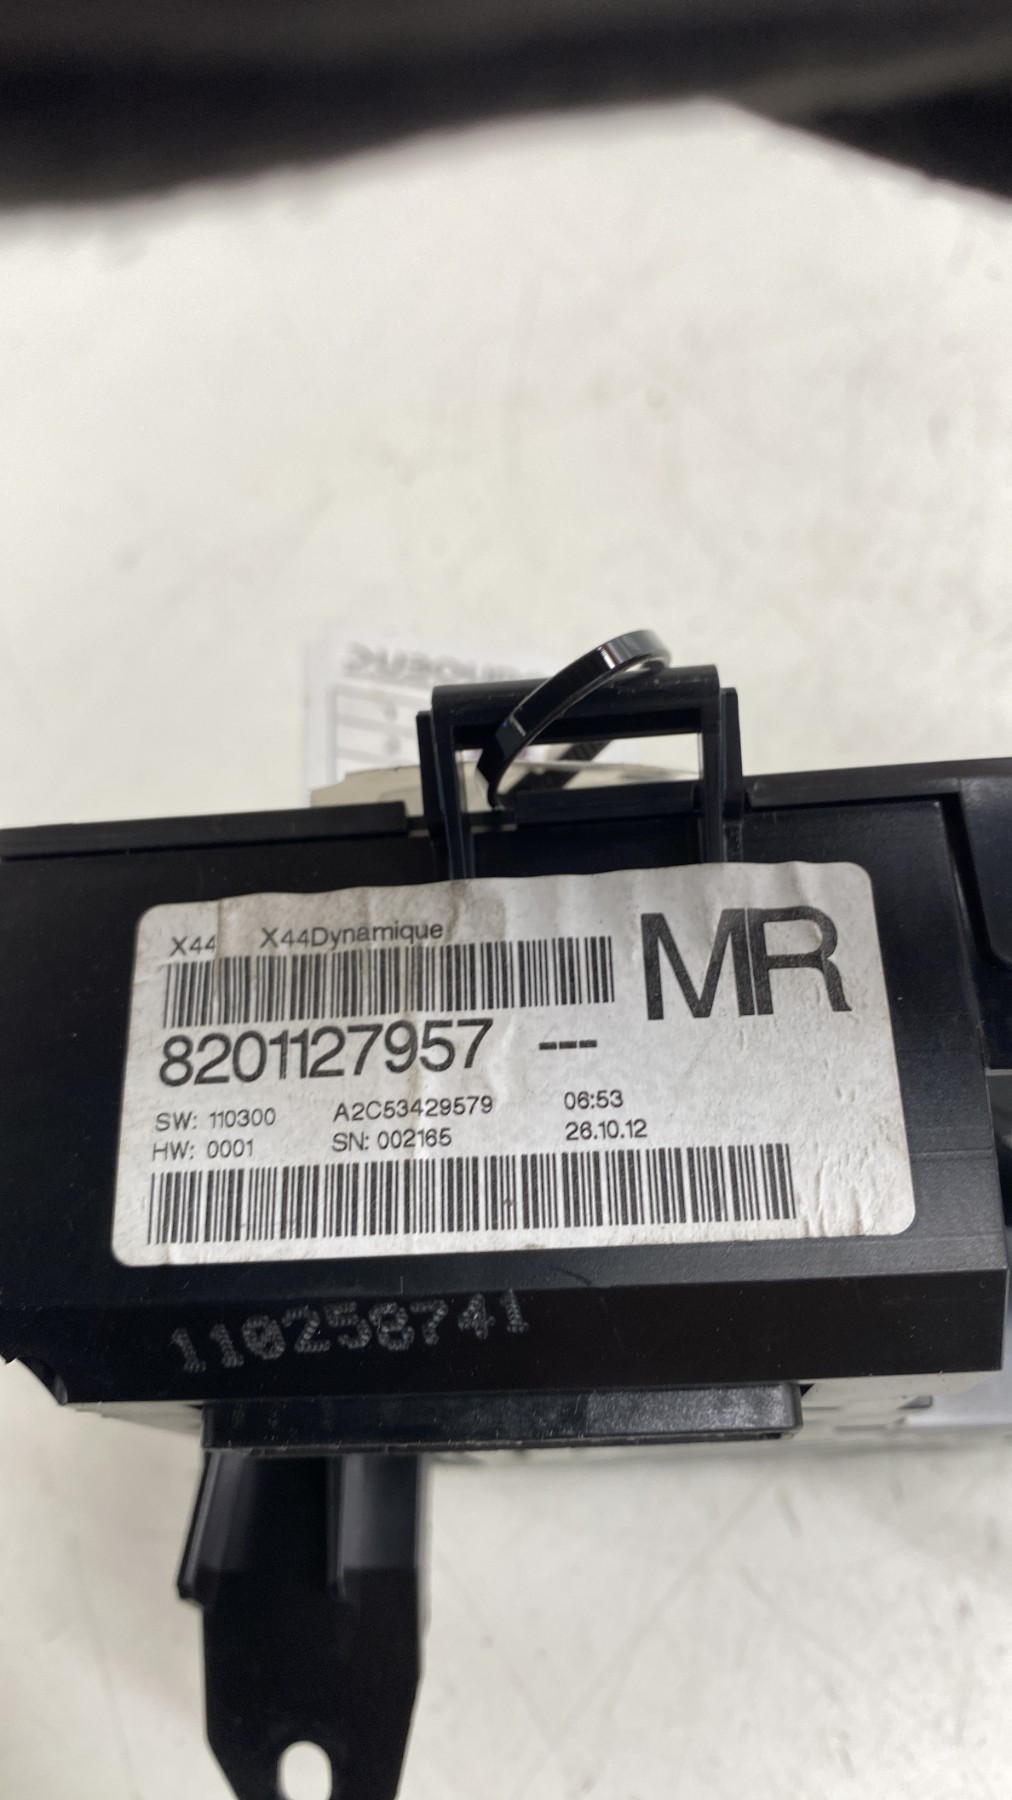 X44 X44Dynamique
MR
8201127957 ---
SW: 110300 A2C53429579 06:53
HW: 0001 SN: 002165 26.10.12
110258741